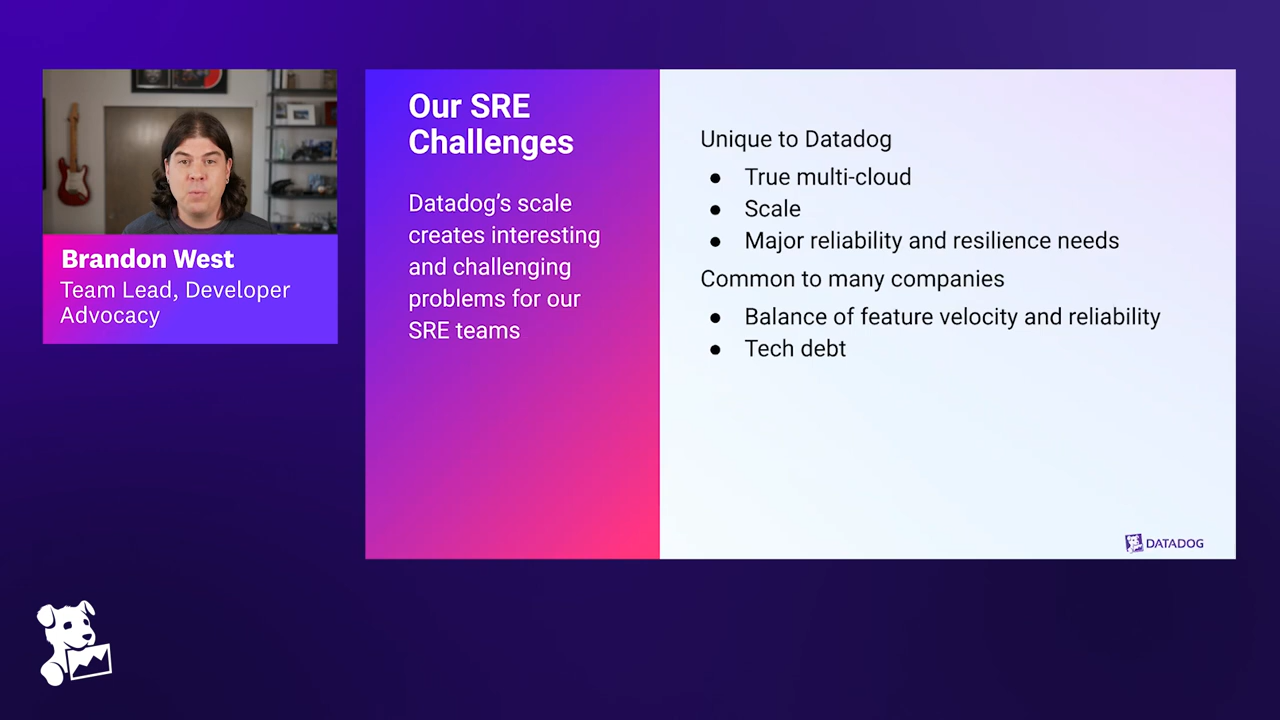 Brandon West
Team Lead, Developer
Advocacy
Our SRE
Challenges
Datadog’s scale
creates interesting
and challenging
problems for our
SRE teams
Unique to Datadog
● True multi-cloud
● Scale
● Major reliability and resilience needs
Common to many companies
● Balance of feature velocity and reliability
● Tech debt
DATADOG